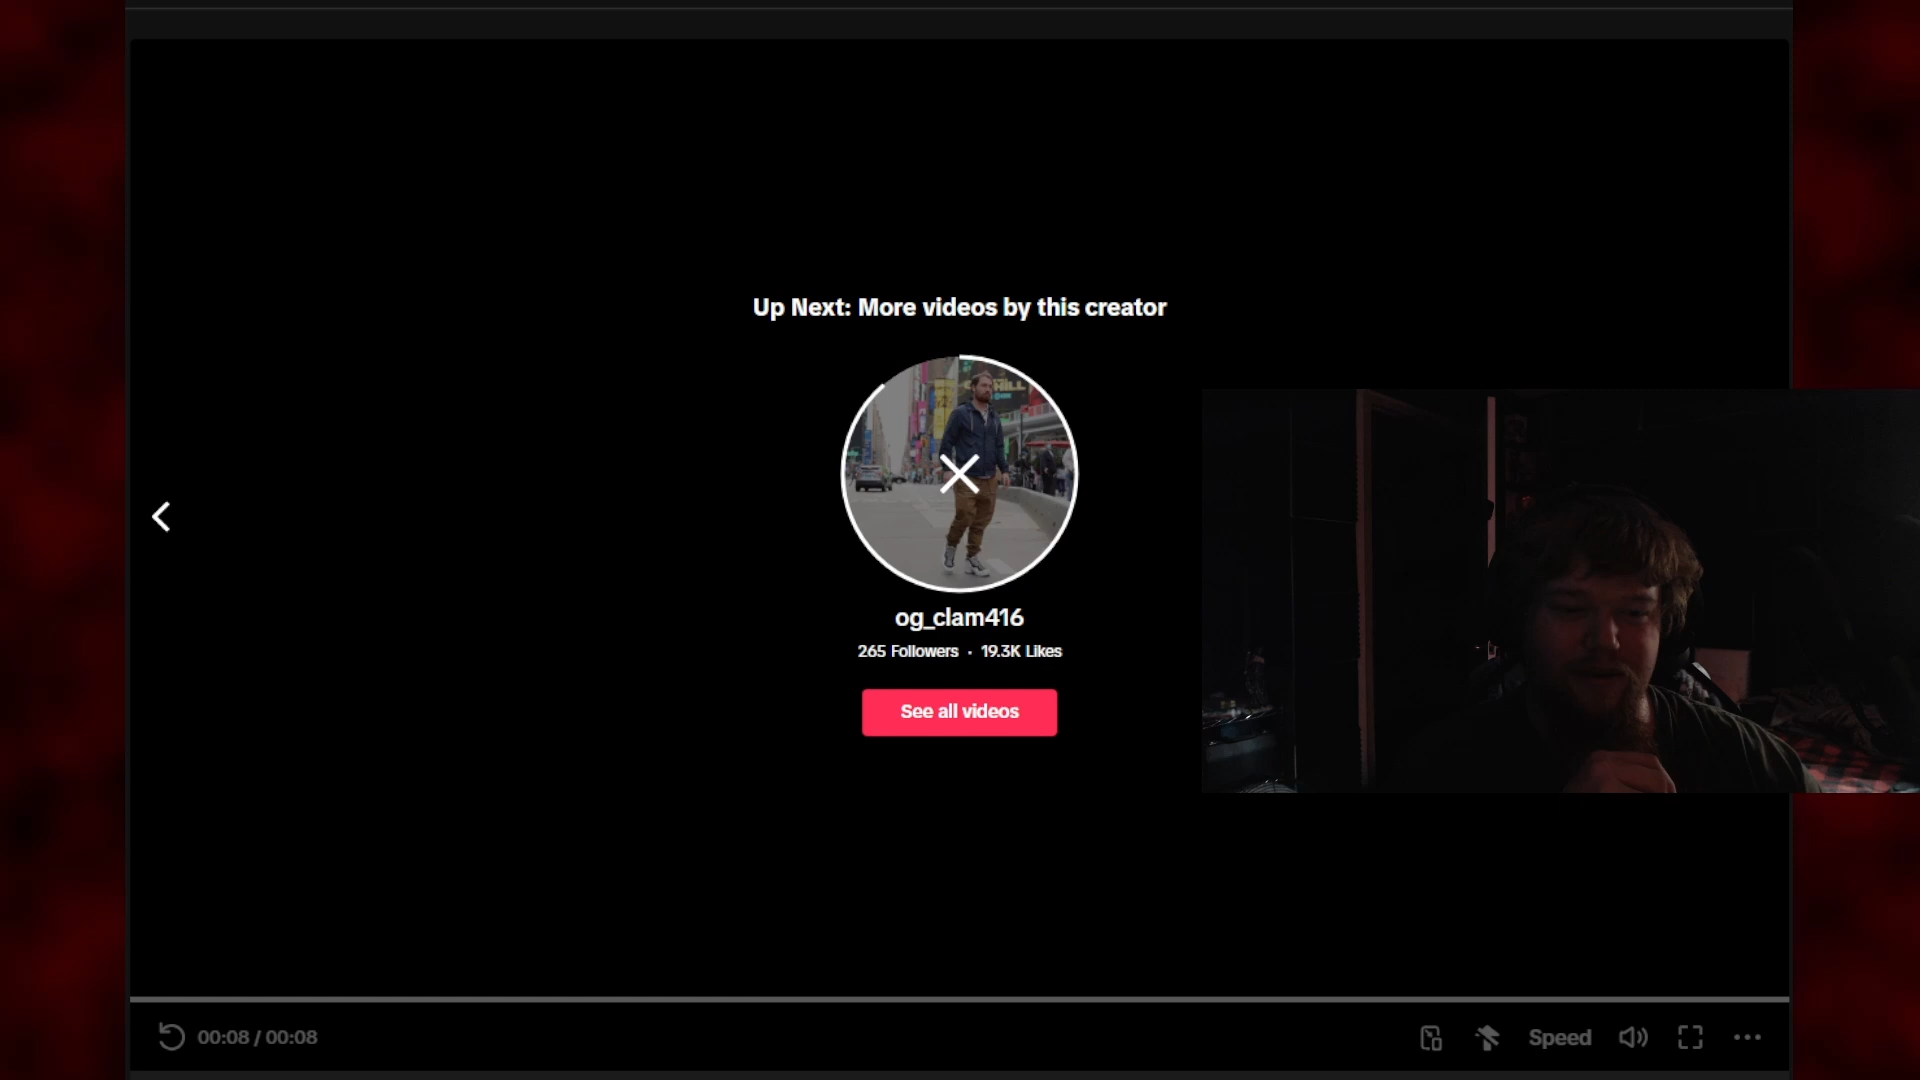 Up Next: More videos by this creator
og_clam416
265 Followers · 19.3K Likes
See all videos
00:08 / 00:08
Speed